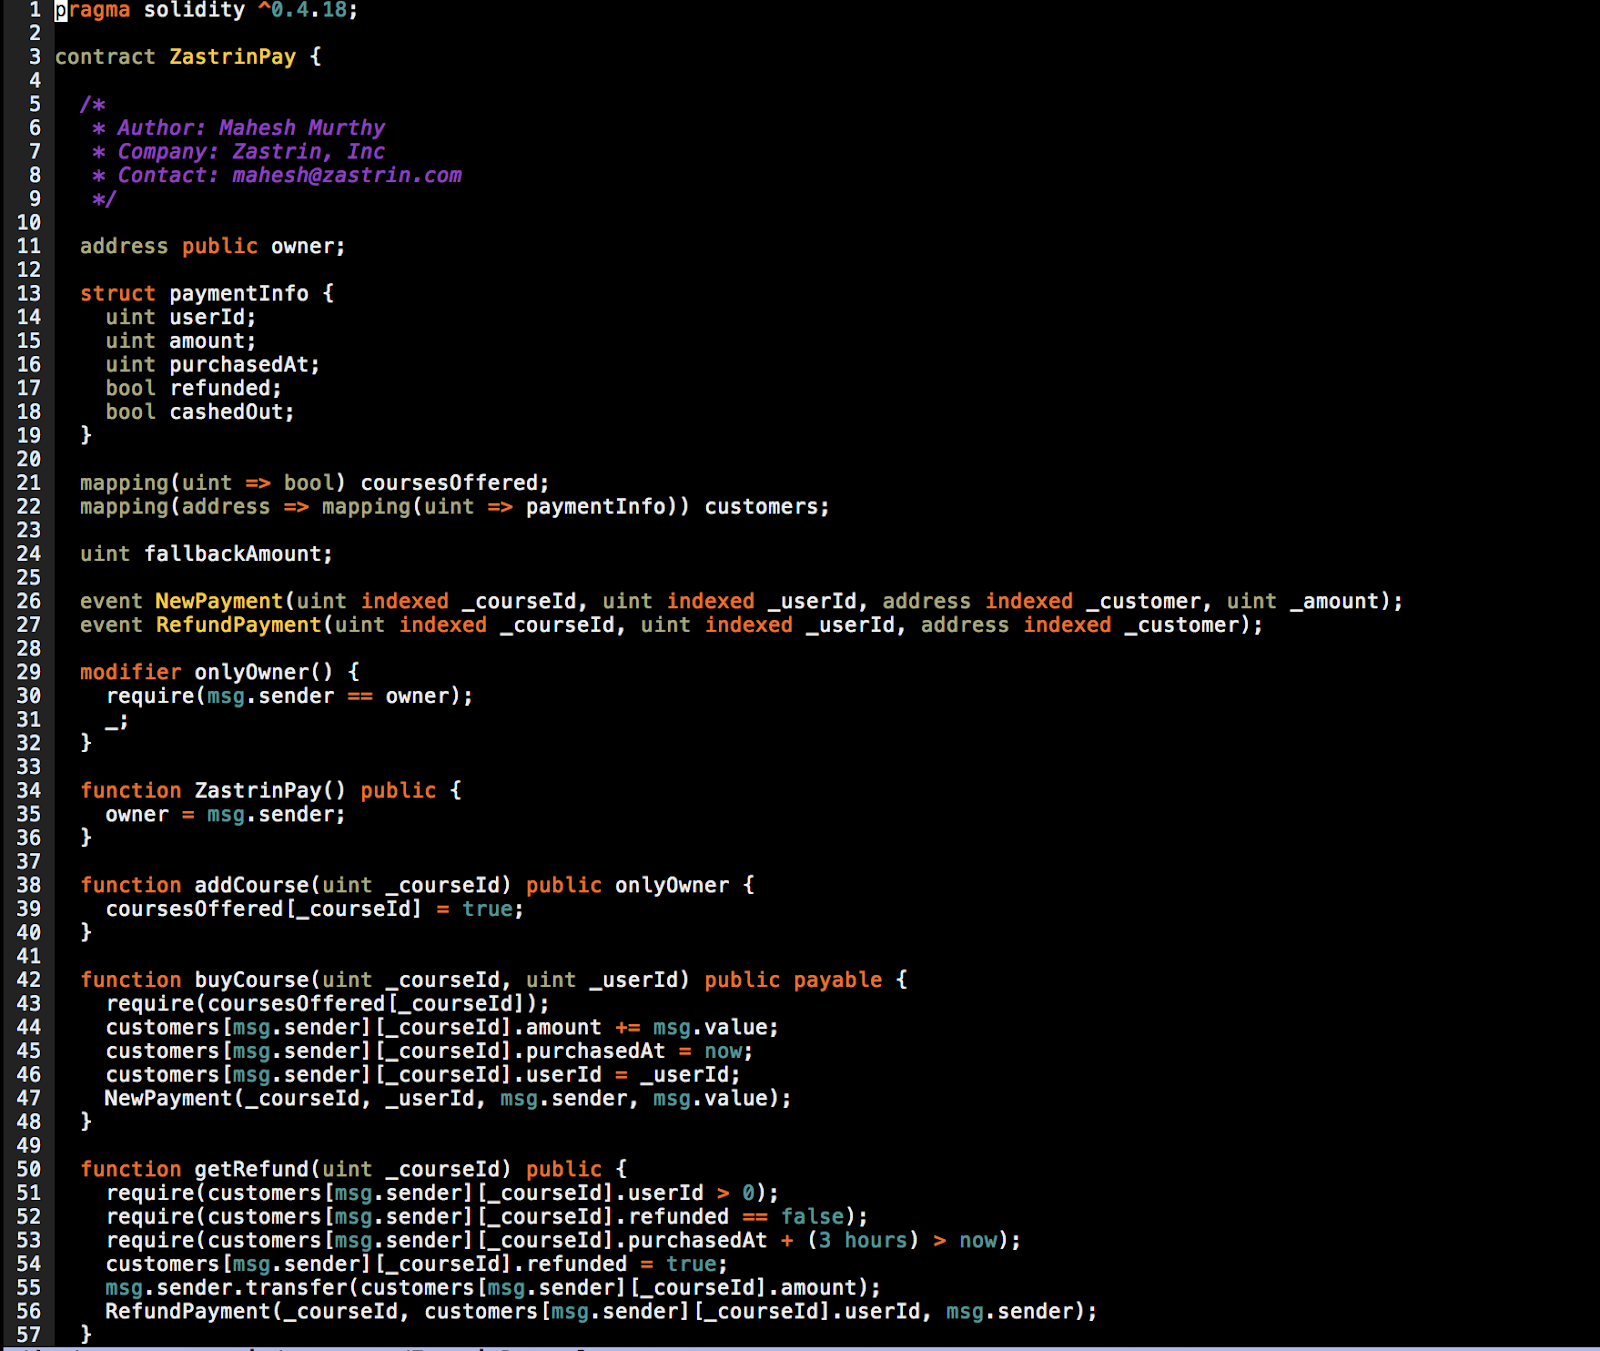 1 pragma solidity ^0.4.18;
2
3 contract ZastrinPay {
4
5   /*
6    * Author: Mahesh Murthy
7    * Company: Zastrin, Inc
8    * Contact: mahesh@zastrin.com
9    */
10
11   address public owner;
12
13   struct paymentInfo {
14     uint userId;
15     uint amount;
16     uint purchasedAt;
17     bool refunded;
18     bool cashedOut;
19   }
20
21   mapping(uint => bool) coursesOffered;
22   mapping(address => mapping(uint => paymentInfo)) customers;
23
24   uint fallbackAmount;
25
26   event NewPayment(uint indexed _courseId, uint indexed _userId, address indexed _customer, uint _amount);
27   event RefundPayment(uint indexed _courseId, uint indexed _userId, address indexed _customer);
28
29   modifier onlyOwner() {
30     require(msg.sender == owner);
31     _;
32   }
33
34   function ZastrinPay() public {
35     owner = msg.sender;
36   }
37
38   function addCourse(uint _courseId) public onlyOwner {
39     coursesOffered[_courseId] = true;
40   }
41
42   function buyCourse(uint _courseId, uint _userId) public payable {
43     require(coursesOffered[_courseId]);
44     customers[msg.sender][_courseId].amount += msg.value;
45     customers[msg.sender][_courseId].purchasedAt = now;
46     customers[msg.sender][_courseId].userId = _userId;
47     NewPayment(_courseId, _userId, msg.sender, msg.value);
48   }
49
50   function getRefund(uint _courseId) public {
51     require(customers[msg.sender][_courseId].userId > 0);
52     require(customers[msg.sender][_courseId].refunded == false);
53     require(customers[msg.sender][_courseId].purchasedAt + (3 hours) > now);
54     customers[msg.sender][_courseId].refunded = true;
55     msg.sender.transfer(customers[msg.sender][_courseId].amount);
56     RefundPayment(_courseId, customers[msg.sender][_courseId].userId, msg.sender);
57   }